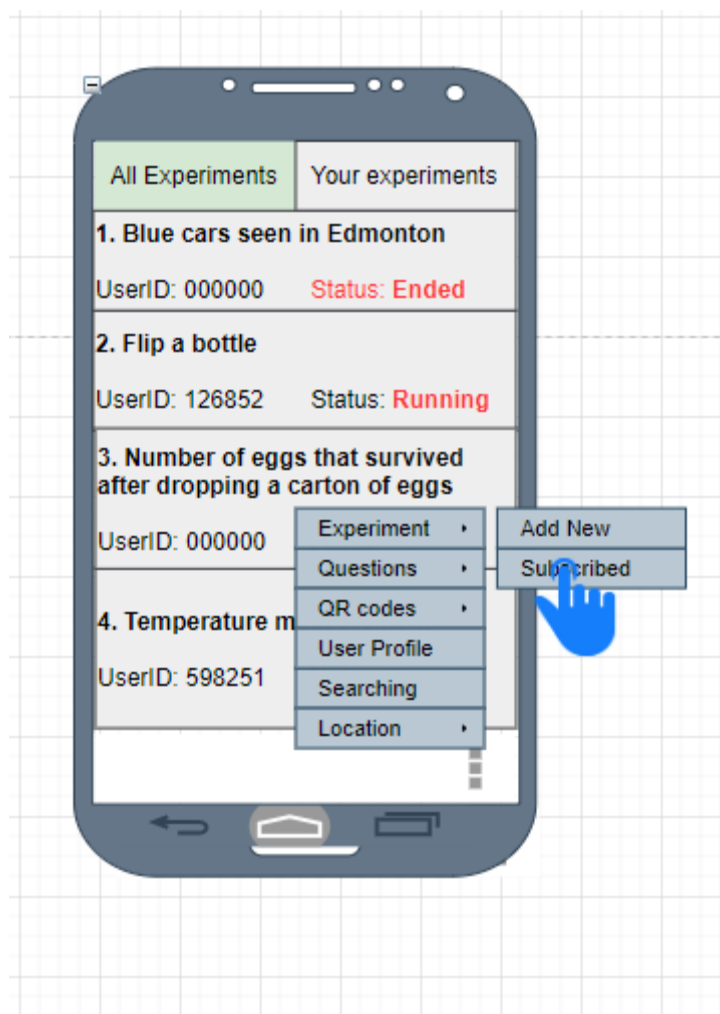 All Experiments Your experiments
1. Blue cars seen in Edmonton
UserID: 000000 Status: Ended
2. Flip a bottle
UserID: 126852 Status: Running
3. Number of eggs that survived
after dropping a carton of eggs
UserID: 000000
4. Temperature m
UserID: 598251
Experiment
Questions
QR codes
User Profile
Searching
Location
Add New
Subscribed